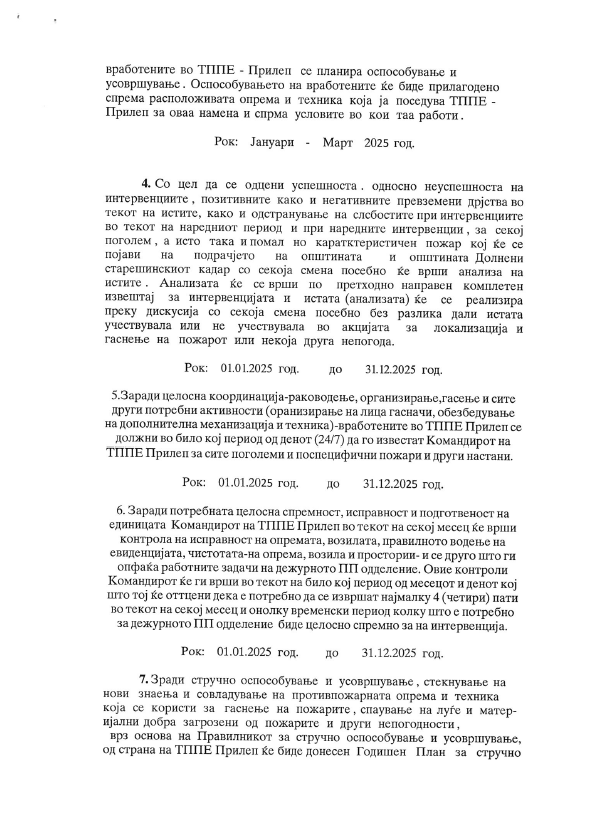 вработените во ТППЕ - Прилеп се планира оспособување и
усовршување. Оспособувањето на вработените ќе биде прилагодено
спрема расположивата опрема и техника која ја поседува ТППЕ -
Прилеп за оваа намена и спрма условите во кои таа работи.
Рок: Јануари - Март 2025 год.
4. Со цел да се одцени успешноста . односно неуспешноста на
интервенциите, позитивните како и негативните превземени дрјства во
текот на истите, како и одстранување на слсбостите при интервенциите
во текот на наредниот период и при наредните интервенции, за секој
поголем, а исто така и помал но каратктеристичен пожар кој ќе се
појави на подрачјето на општината и општината Долнени
старешинскиот кадар со секоја смена посебно ќе врши анализа на
истите. Анализата ќе се врши по претходно направен комплетен
извештај за интервенцијата и истата (анализата) ќе се реализира
преку дискусија со секоја смена посебно без разлика дали истата
учествувала или не учествувала во акцијата за локализација и
гаснење на пожарот или некоја друга непогода.
Рок: 01.01.2025 год. до 31.12.2025 год.
5.Заради целосна координација-раководење, организирање,гасење и сите
други потребни активности (оранизирање на лица гасначи, обезбедување
на дополнителна механизација и техника)-вработените во ТППЕ Прилеп се
должни во било кој период од денот (24/7) да го известат Командирот на
ТППЕ Прилеп за сите поголеми и поспецифични пожари и други настани.
Рок: 01.01.2025 год. до 31.12.2025 год.
6. Заради потребната целосна спремност, исправност и подготвеност на
единицата Командирот на ТППЕ Прилеп во текот на секој месец ќе врши
контрола на исправност на опремата, возилата, правилното водење на
евиденцијата, чистотата-на опрема, возила и простории- и се друго што ги
опфаќа работните задачи на дежурното ПП одделение. Овие контроли
Командирот ќе ги врши во текот на било кој период од месецот и денот кој
што тој ќе оттцени дека е потребно да се извршат најмалку 4 (четири) пати
во текот на секој месец и онолку временски период колку што е потребно
за дежурното ПП одделение биде целосно спремно за на интервенција.
Рок: 01.01.2025 год. до 31.12.2025 год.
7. Зради стручно оспособување и усовршување, стекнување на
нови знаења и совладување на противпожарната опрема и техника
која се користи за гаснење на пожарите, спаување на луѓе и матер-
ијални добра загрозени од пожарите и други непогодности,
врз основа на Правилникот за стручно оспособување и усовршување,
од страна на ТППЕ Прилеп ќе биде донесен Годишен План за стручно